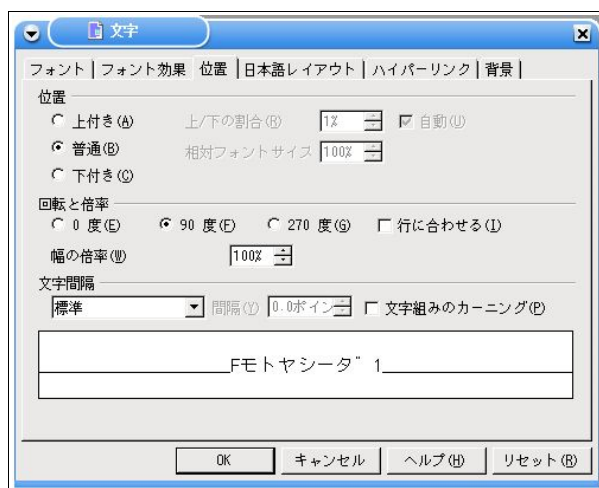 文字
フォント フォント効果 位置 日本語レイアウト ハイパーリンク 背景
位置
上付き(A) 上/下の割合(R) 1% 自動(U)
普通(B) 相対フォントサイズ 100%
下付き(C)
回転と倍率
0 度(E) 90 度(F) 270 度(G) 行に合わせる(I)
幅の倍率(W) 100%
文字間隔
標準 間隔(Y) 0.0ポイン 文字組みのカーニング(P)
Fモトヤシータ゛1
OK キャンセル ヘルプ(H) リセット(R)